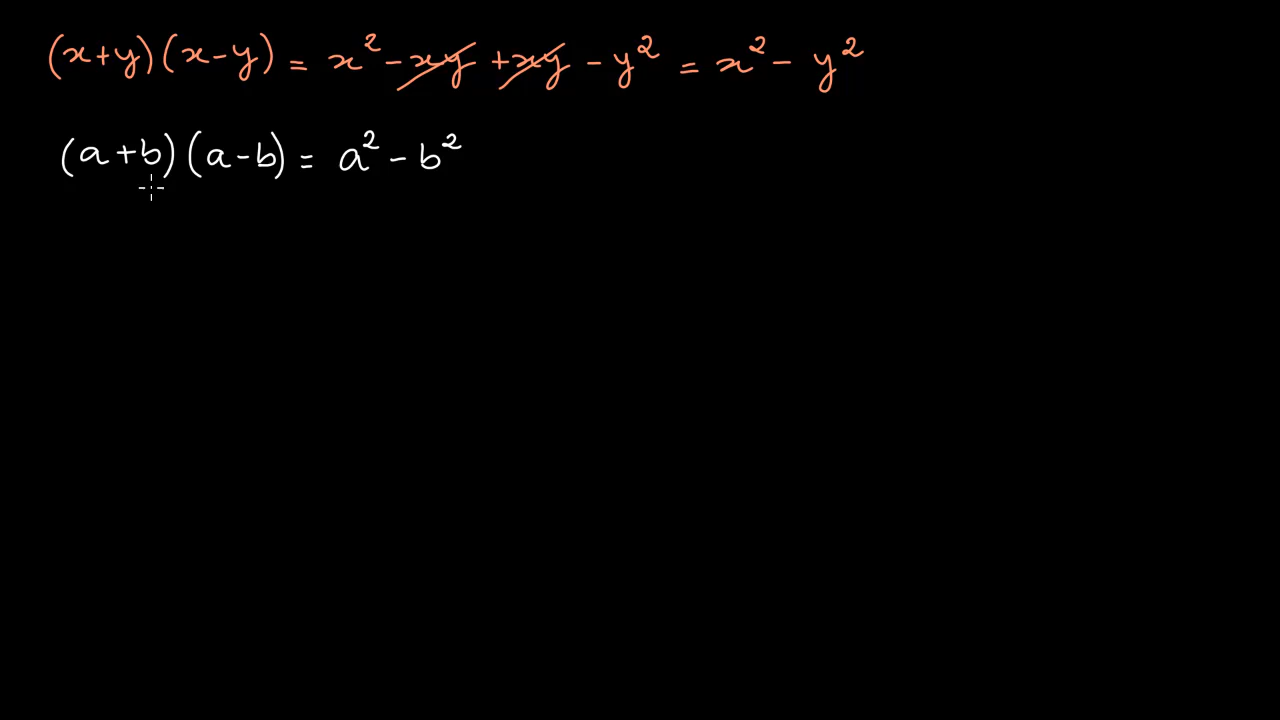 (x+y)(x-y) = x² - xy + xy - y² = x² - y²
(a+b)(a-b) = a² - b²